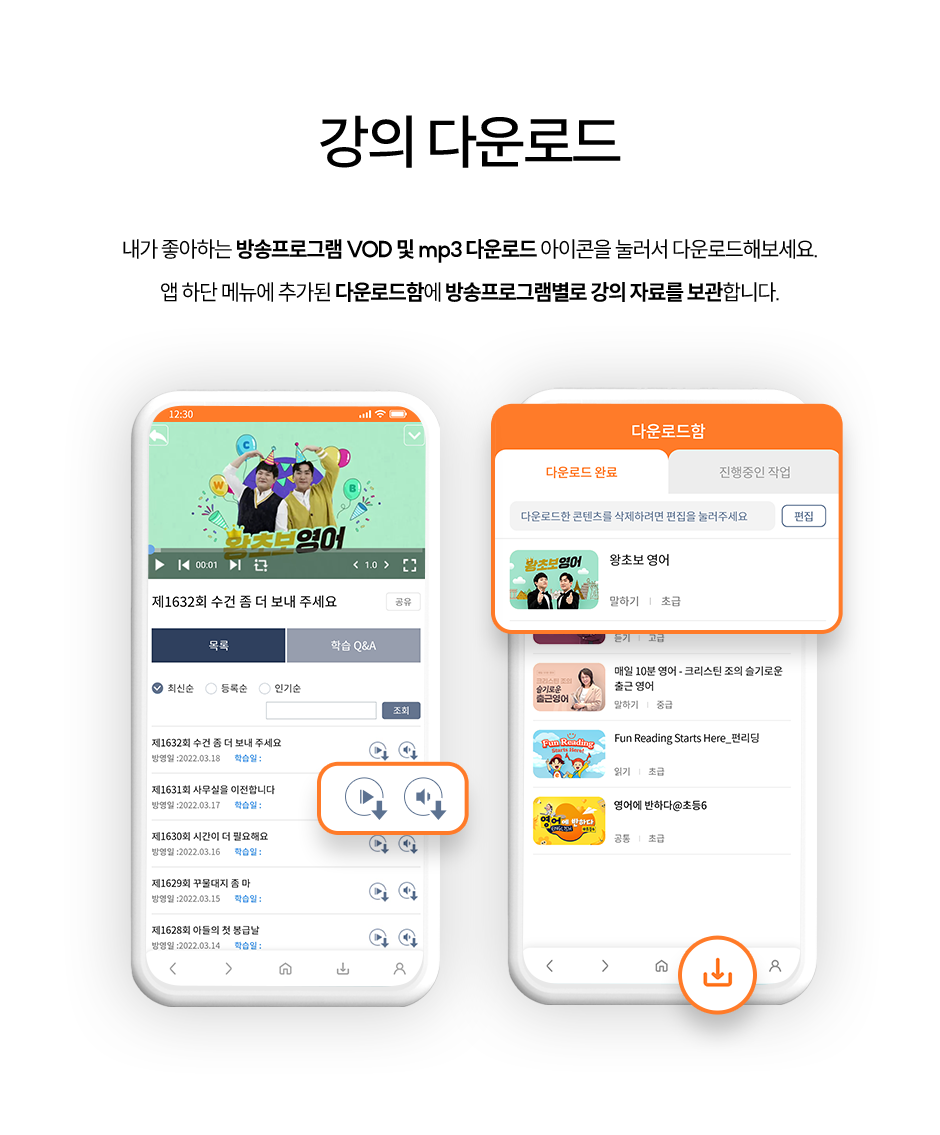 강의 다운로드
내가 좋아하는 방송프로그램 VOD 및 mp3 다운로드 아이콘을 눌러서 다운로드해보세요.
앱 하단 메뉴에 추가된 다운로드함에 방송프로그램별로 강의 자료를 보관합니다.
12:30
C
W
B
왕초보영어
00:01
1.0
제1632회 수건 좀 더 보내 주세요
공유
목록
학습 Q&A
최신순 등록순 인기순
조회
제1632회 수건 좀 더 보내 주세요
방영일 :2022.03.18 학습일 :
제1631회 사무실을 이전합니다
방영일 :2022.03.17 학습일 :
제1630회 시간이 더 필요해요
방영일 :2022.03.16 학습일 :
제1629회 꾸물대지 좀 마
방영일 :2022.03.15 학습일 :
제1628회 아들의 첫 봉급날
방영일 :2022.03.14 학습일 :
다운로드함
다운로드 완료
진행중인 작업
다운로드한 콘텐츠를 삭제하려면 편집을 눌러주세요
편집
왕초보영어
왕초보 영어
말하기 초급
듣기 고급
크리스틴 조의
슬기로운
출근영어
매일 10분 영어 - 크리스틴 조의 슬기로운
출근 영어
말하기 중급
Fun Reading
Starts Here!
Fun Reading Starts Here_펀리딩
읽기 초급
영어에 반하다
영어에 반하다@초등6
공통 초급